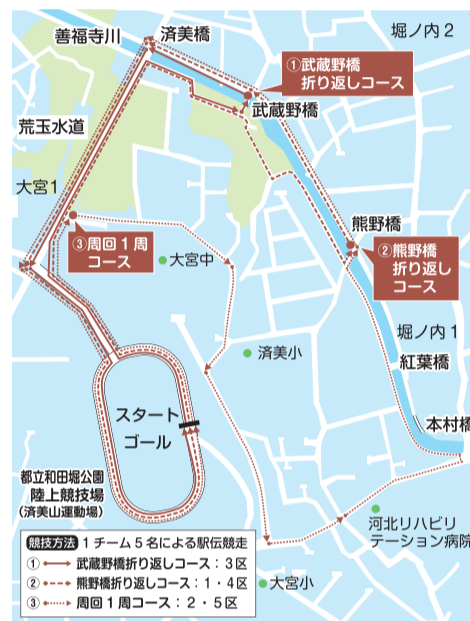 善福寺川
済美橋
堀ノ内2
①武蔵野橋
折り返しコース
武蔵野橋
荒玉水道
大宮1
③周回1周
コース
大宮中
熊野橋
②熊野橋
折り返し
コース
堀ノ内1
済美小
紅葉橋
本村橋
スタート
ゴール
都立和田堀公園
陸上競技場
（済美山運動場）
河北リハビリ
テーション病院
大宮小
競技方法 1チーム5名による駅伝競走
① 武蔵野橋折り返しコース：3区
② 熊野橋折り返しコース：1・4区
③ 周回1周コース：2・5区